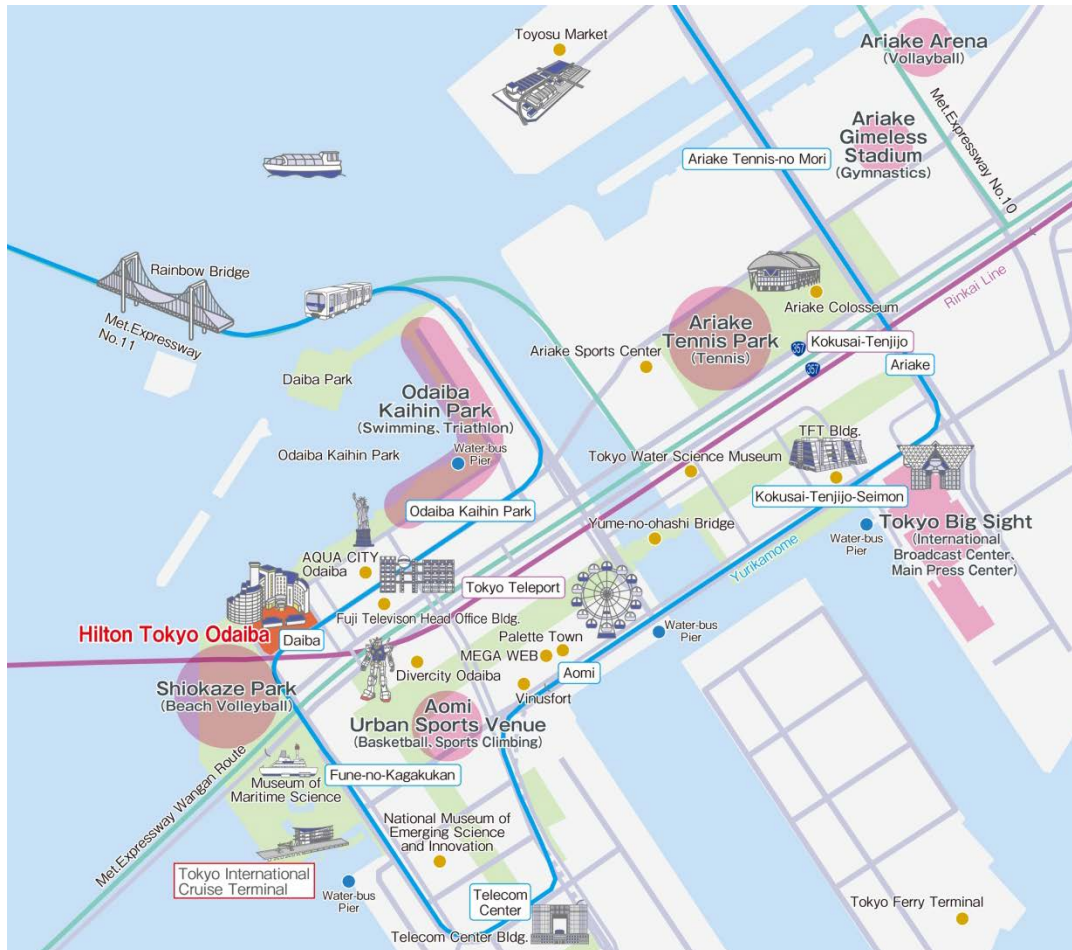 Toyosu Market
Ariake Arena
(Vollayball)
Ariake
Gimeless
Stadium
(Gymnastics)
Met.Expressway No.10
Ariake Tennis-no Mori
Rainbow Bridge
Met.Expressway
No.11
Rinkai Line
Ariake Colosseum
Ariake
Tennis Park
(Tennis)
357
Kokusai-Tenjijo
357
Ariake
Ariake Sports Center
Daiba Park
Odaiba
Kaihin Park
(Swimming、Triathlon)
Water-bus
Pier
Odaiba Kaihin Park
TFT Bldg.
Tokyo Water Science Museum
Kokusai-Tenjijo-Seimon
Odaiba Kaihin Park
Yume-no-ohashi Bridge
Tokyo Big Sight
(International
Broadcast Center、
Main Press Center)
Water-bus
Pier
Yurikamome
AQUA CITY
Odaiba
Tokyo Teleport
Fuji Televison Head Office Bldg.
Hilton Tokyo Odaiba
Daiba
Water-bus
Pier
Palette Town
MEGA WEB
Divercity Odaiba
Aomi
Vinusfort
Shiokaze Park
(Beach Volleyball)
Aomi
Urban Sports Venue
(Basketball、Sports Climbing)
Met.Expressway Wangan Route
Fune-no-Kagakukan
Museum of
Maritime Science
National Museum of
Emerging Science
and Innovation
Tokyo International
Cruise Terminal
Water-bus
Pier
Telecom
Center
Telecom Center Bldg.
Tokyo Ferry Terminal